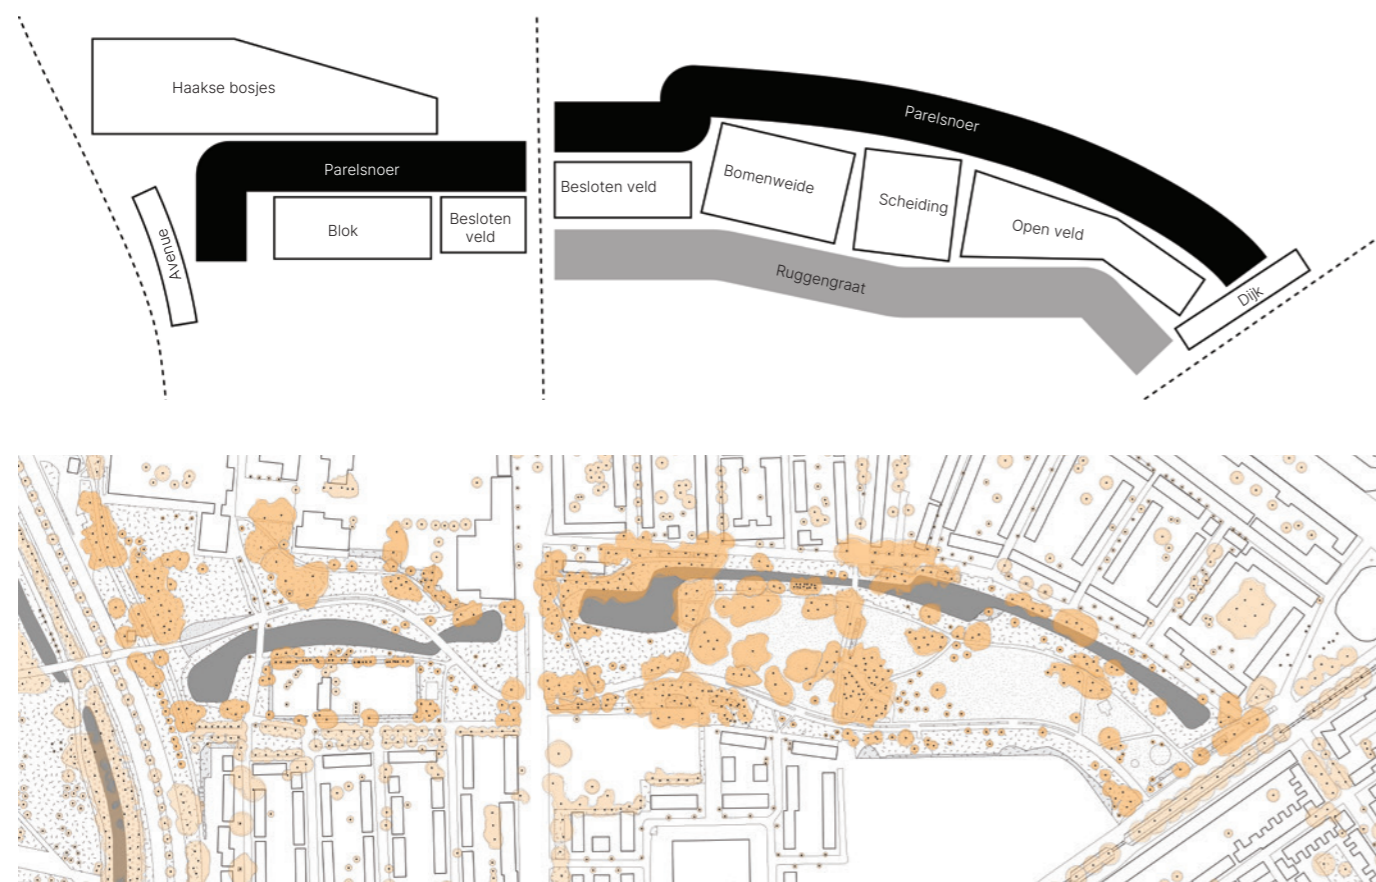 Haakse bosjes
Parelsnoer
Avenue
Blok
Besloten
veld
Parelsnoer
Besloten veld
Bomenweide
Scheiding
Open veld
Ruggengraat
Dijk